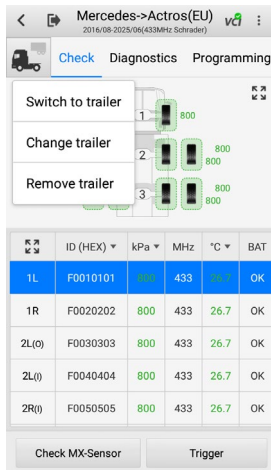 Mercedes->Actros(EU)
2016/08-2025/06(433MHz Schrader)
vci
Check Diagnostics Programming
Switch to trailer
Change trailer
Remove trailer
1 800
2 800
800
3 800
800
ID (HEX) ▼ kPa ▼ MHz °C ▼ BAT
1L F0010101 800 433 26.7 OK
1R F0020202 800 433 26.7 OK
2L(O) F0030303 800 433 26.7 OK
2L(I) F0040404 800 433 26.7 OK
2R(I) F0050505 800 433 26.7 OK
Check MX-Sensor Trigger